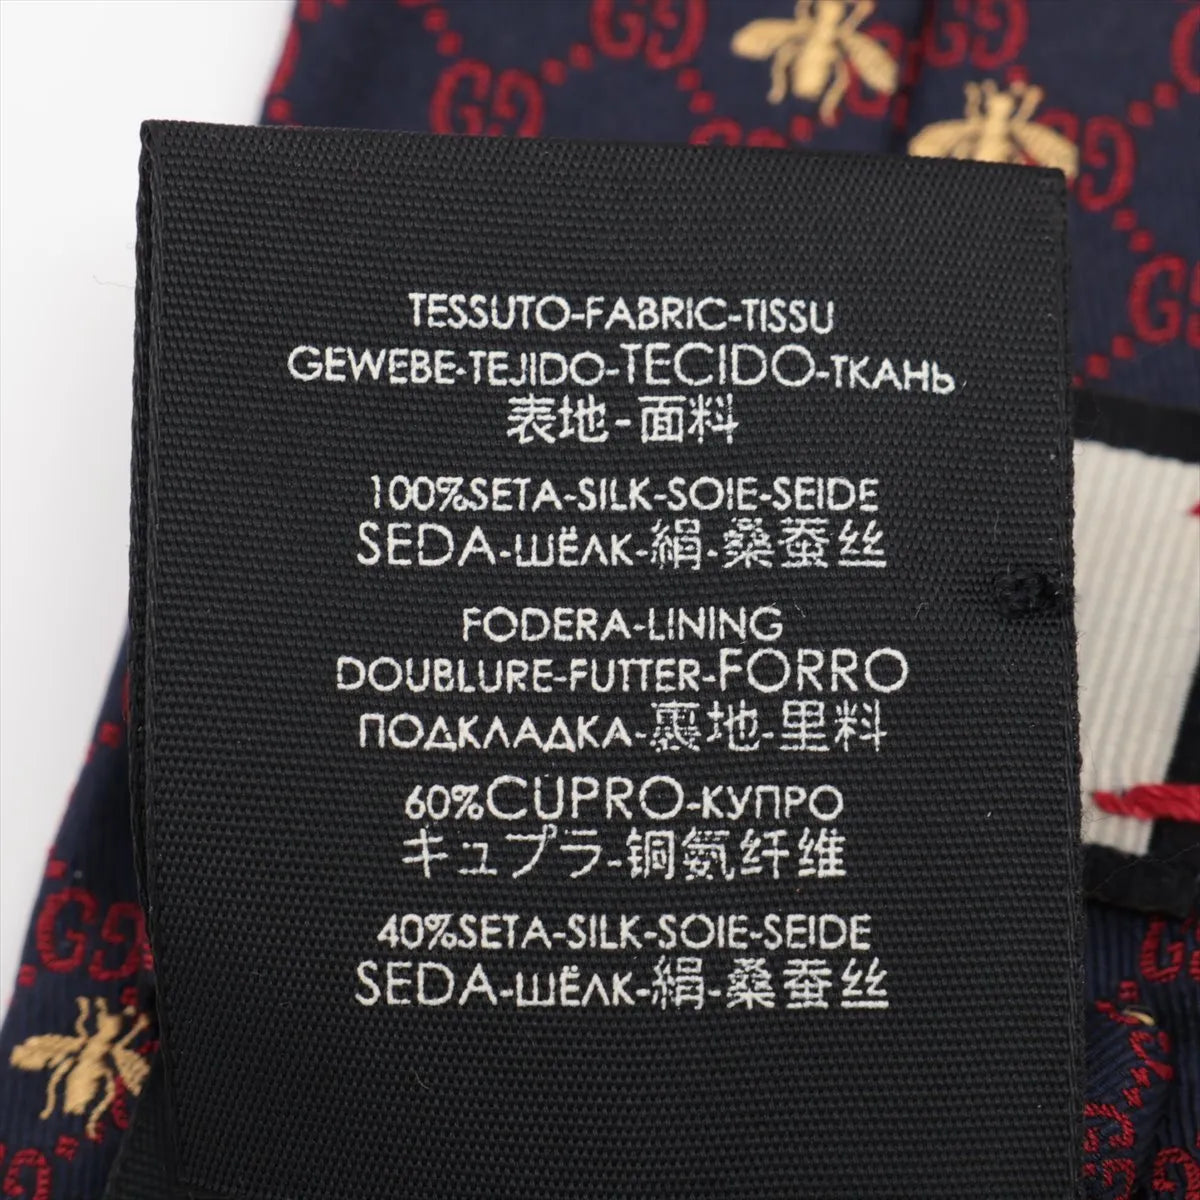 TESSUTO-FABRIC-TISSU
GEWEBE-TEJIDO-TECIDO-ТКАНЬ
表地-面料
100%SETA-SILK-SOIE-SEIDE
SEDA-ШЁЛК-絹-桑蚕丝
FODERA-LINING
DOUBLURE-FUTTER-FORRO
ПОДКЛАДКА-裏地-里料
60%CUPRO-КУПРО
キュプラ-铜氨纤维
40%SETA-SILK-SOIE-SEIDE
SEDA-ШЁЛК-絹-桑蚕丝